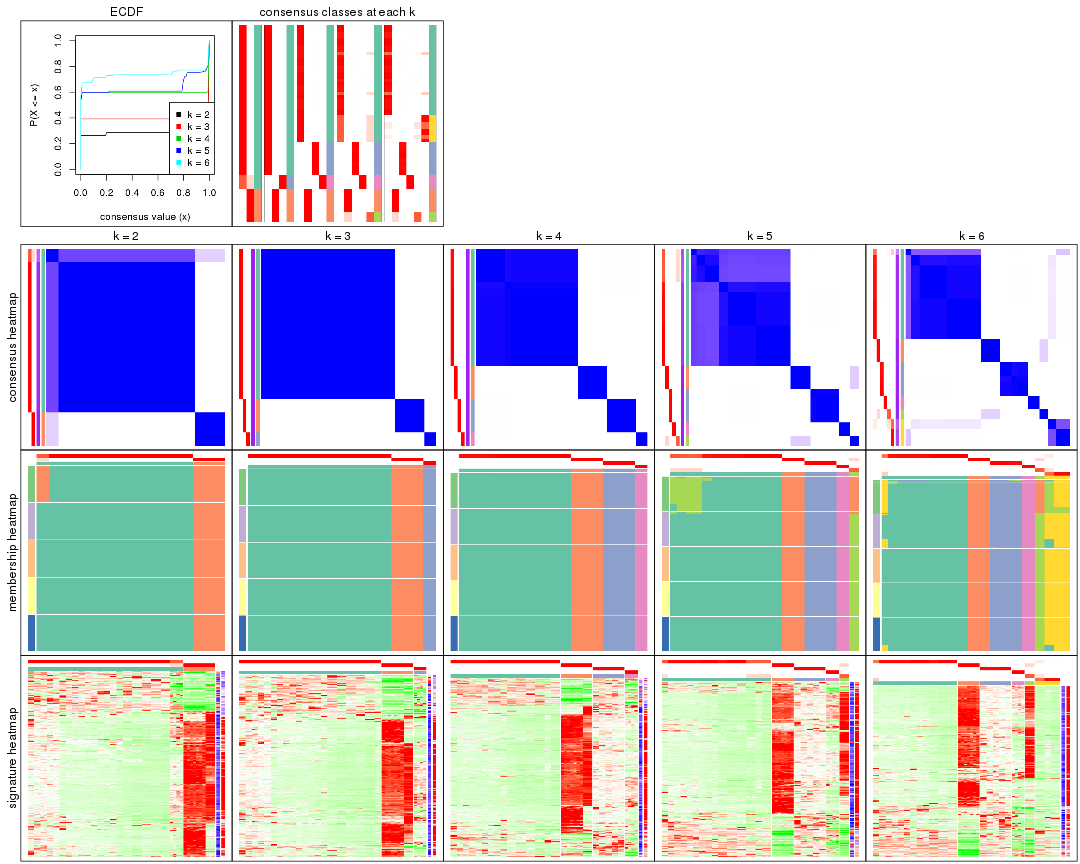 ECDF
consensus classes at each k
P(X <= x)
1.0
0.8
0.6
0.4
0.2
0.0
k = 2
k = 3
k = 4
k = 5
k = 6
0.0 0.2 0.4 0.6 0.8 1.0
consensus value (x)
k = 2
k = 3
k = 4
k = 5
k = 6
consensus heatmap
membership heatmap
signature heatmap